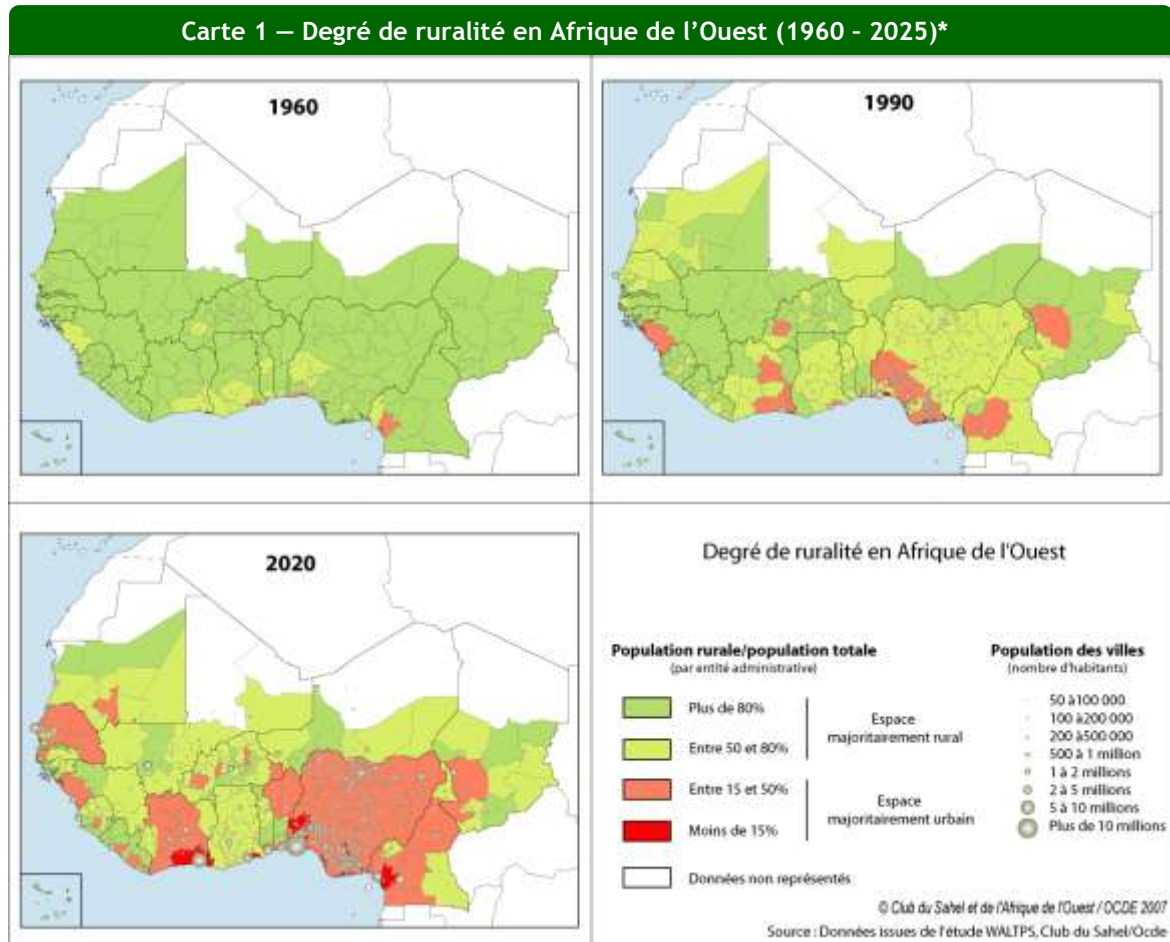 Carte 1 — Degré de ruralité en Afrique de l’Ouest (1960 – 2025)*
1960
1990
2020
Degré de ruralité en Afrique de l'Ouest
Population rurale/population totale
(par entité administrative)
Plus de 80%
Entre 50 et 80%
Espace
majoritairement rural
Entre 15 et 50%
Moins de 15%
Espace
majoritairement urbain
Données non représentés
Population des villes
(nombre d'habitants)
50 à100 000
100 à200 000
200 à500 000
500 à 1 million
1 à 2 millions
2 à 5 millions
5 à 10 millions
Plus de 10 millions
© Club du Sahel et de l'Afrique de l'Ouest / OCDE 2007
Source : Données issues de l'étude WALTPS, Club du Sahel/Ocde